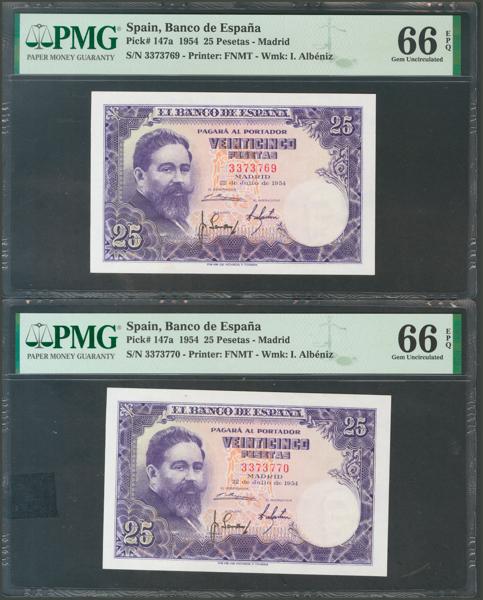 PMG
PAPER MONEY GUARANTY
Spain, Banco de España
Pick# 147a 1954 25 Pesetas - Madrid
S/N 3373769 - Printer: FNMT - Wmk: I. Albéniz
66 EPQ
Gem Uncirculated
EL BANCO DE ESPAÑA
PAGARÁ AL PORTADOR
25
VEINTICINCO
PESETAS
3373769
MADRID
22 de Julio de 1954
25
PMG
PAPER MONEY GUARANTY
Spain, Banco de España
Pick# 147a 1954 25 Pesetas - Madrid
S/N 3373770 - Printer: FNMT - Wmk: I. Albéniz
66 EPQ
Gem Uncirculated
EL BANCO DE ESPAÑA
PAGARÁ AL PORTADOR
25
VEINTICINCO
PESETAS
3373770
MADRID
22 de Julio de 1954
25